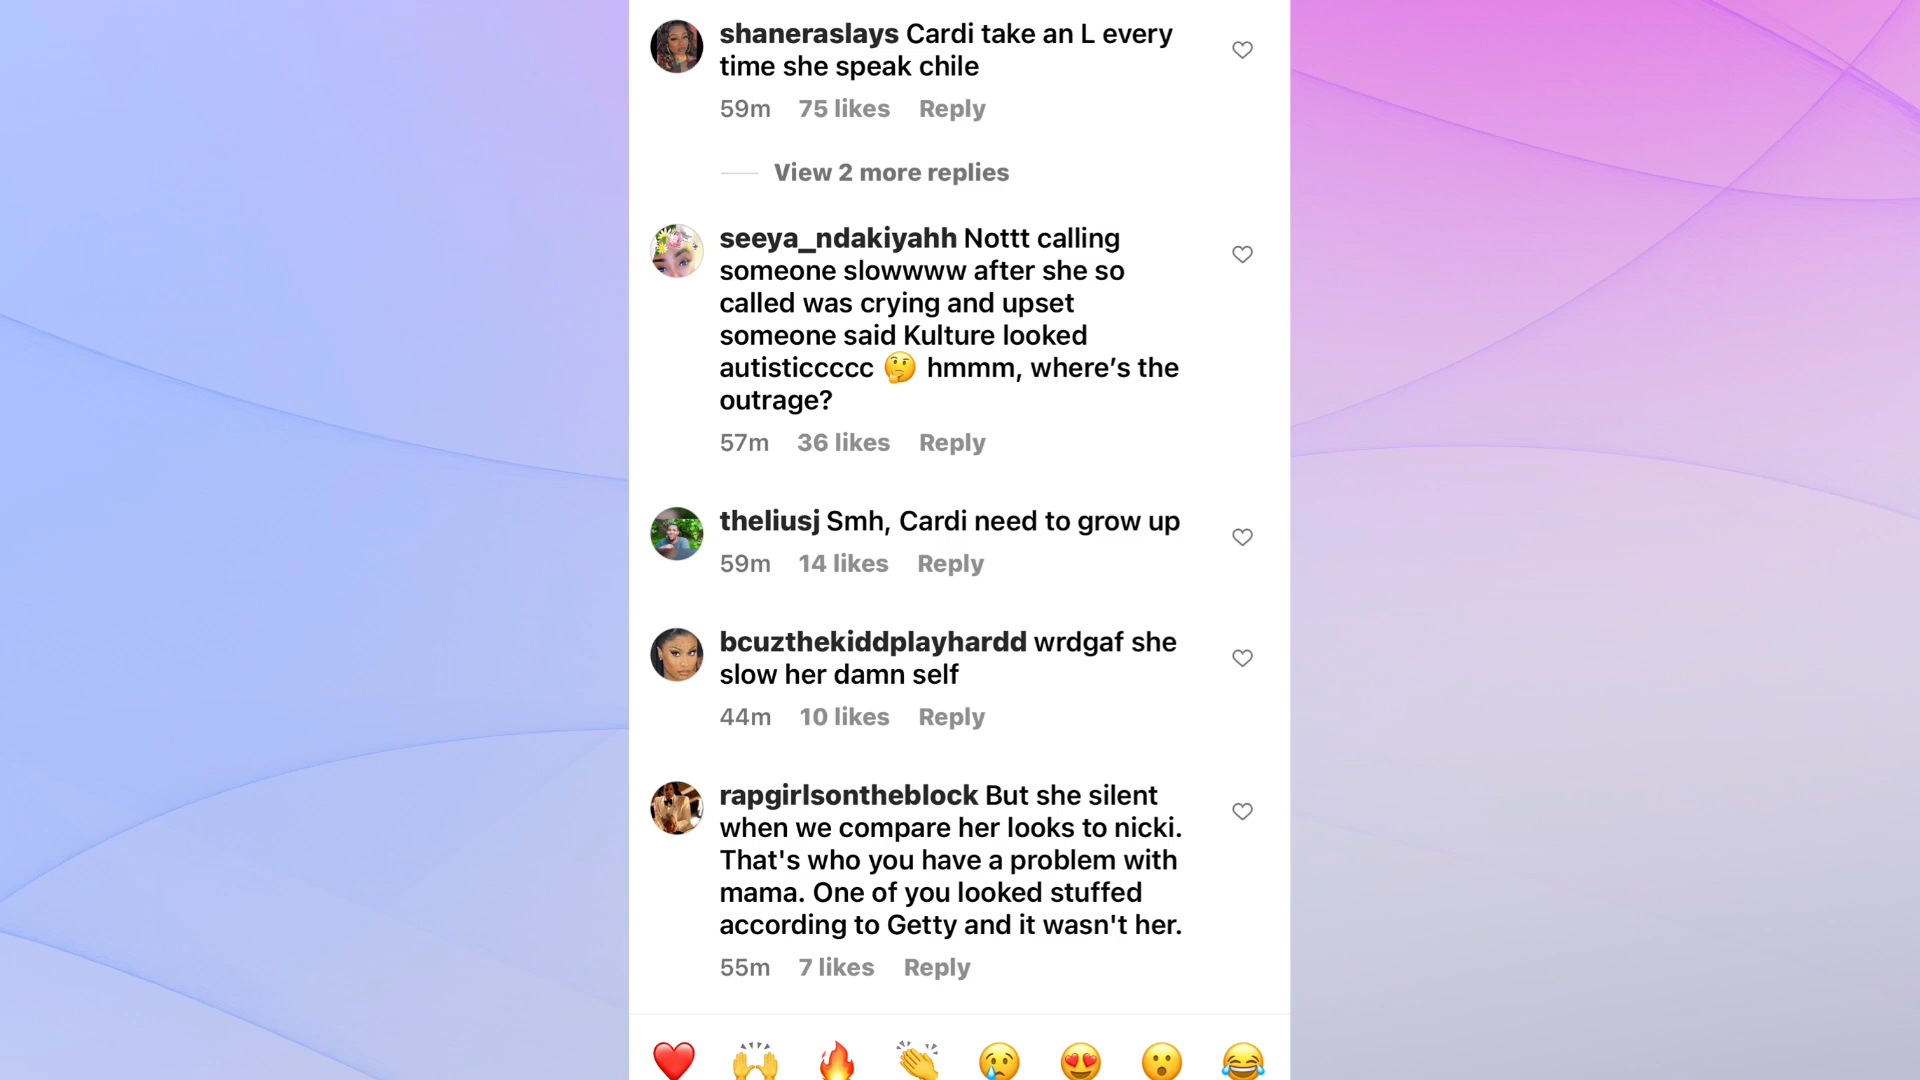 shaneraslays Cardi take an L every
time she speak chile
59m 75 likes Reply
View 2 more replies
seeya_ndakiyahh Nottt calling
someone slowwww after she so
called was crying and upset
someone said Kulture looked
autisticcccc 🤔 hmmm, where’s the
outrage?
57m 36 likes Reply
theliusj Smh, Cardi need to grow up
59m 14 likes Reply
bcuzthekiddplayhardd wrdgaf she
slow her damn self
44m 10 likes Reply
rapgirlsontheblock But she silent
when we compare her looks to nicki.
That's who you have a problem with
mama. One of you looked stuffed
according to Getty and it wasn't her.
55m 7 likes Reply